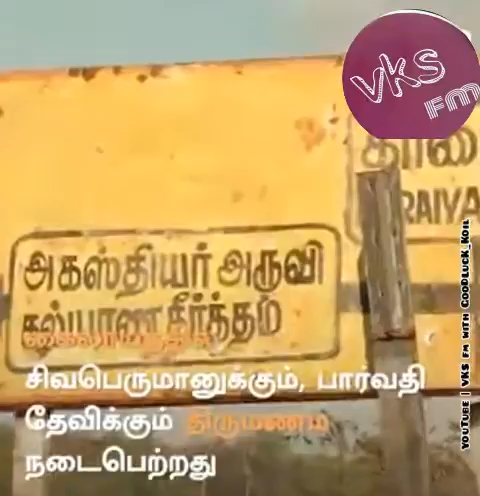 VKS
FM
RAIYA
அகஸ்தியர் அருவி
கல்யாண தீர்த்தம்
சிவபெருமானுக்கும், பார்வதி
தேவிக்கும் திருமணம்
நடைபெற்றது
YouTube | VKS FM with GoodLuck_Koil